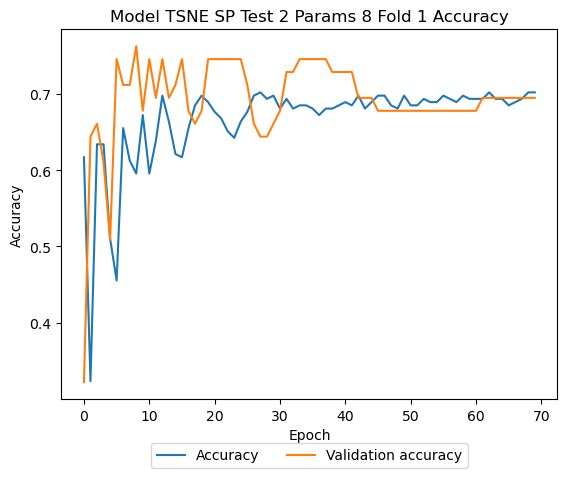 Model TSNE SP Test 2 Params 8 Fold 1 Accuracy
0.7
0.6
0.5
0.4
Accuracy
0 10 20 30 40 50 60 70
Epoch
Accuracy Validation accuracy